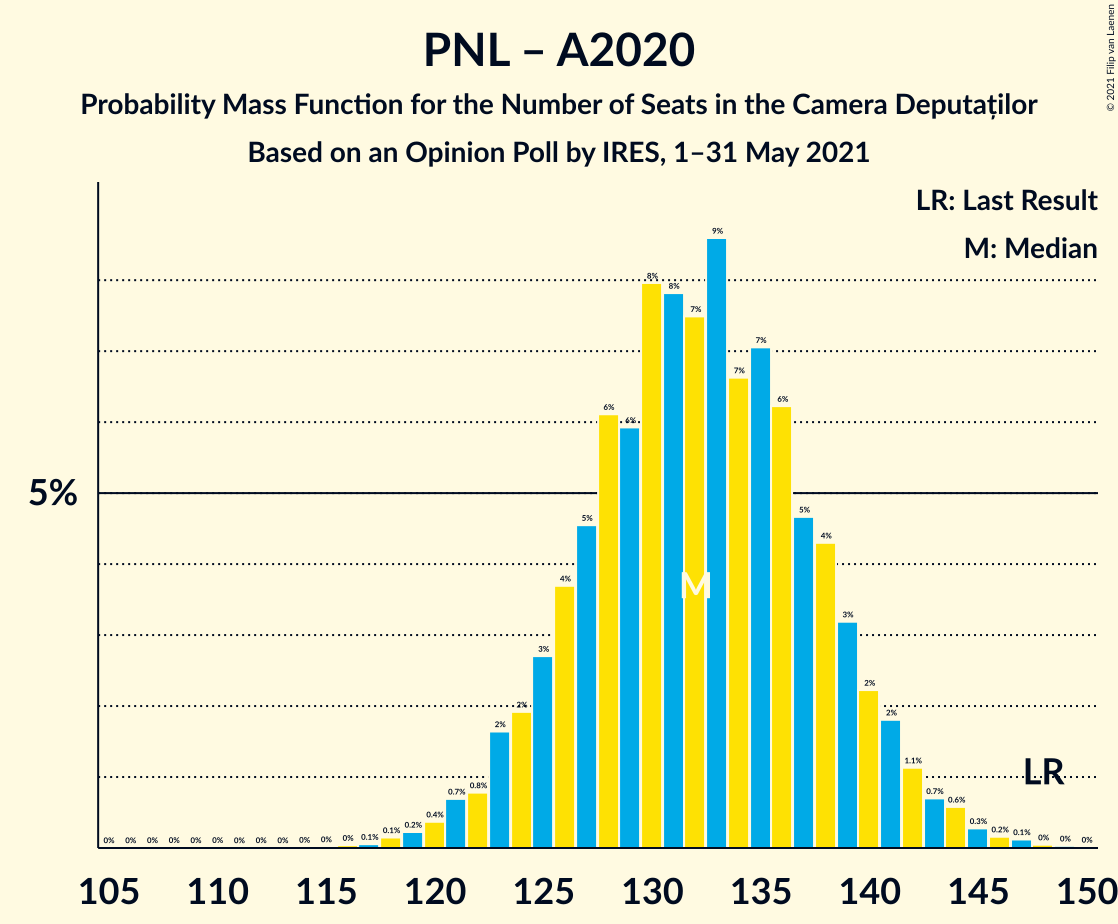 PNL – A2020
Probability Mass Function for the Number of Seats in the Camera Deputaților
Based on an Opinion Poll by IRES, 1–31 May 2021
© 2021 Filip van Laenen
LR: Last Result
M: Median
5%
0% 0% 0% 0% 0% 0% 0% 0% 0% 0% 0% 0% 0.1% 0.1% 0.2% 0.4% 0.7% 0.8% 2% 2% 3% 4% 5% 6% 6% 8% 8% 7% 9% 7% 7% 6% 5% 4% 3% 2% 2% 1.1% 0.7% 0.6% 0.3% 0.2% 0.1% 0% 0% 0%
M
LR
105 110 115 120 125 130 135 140 145 150